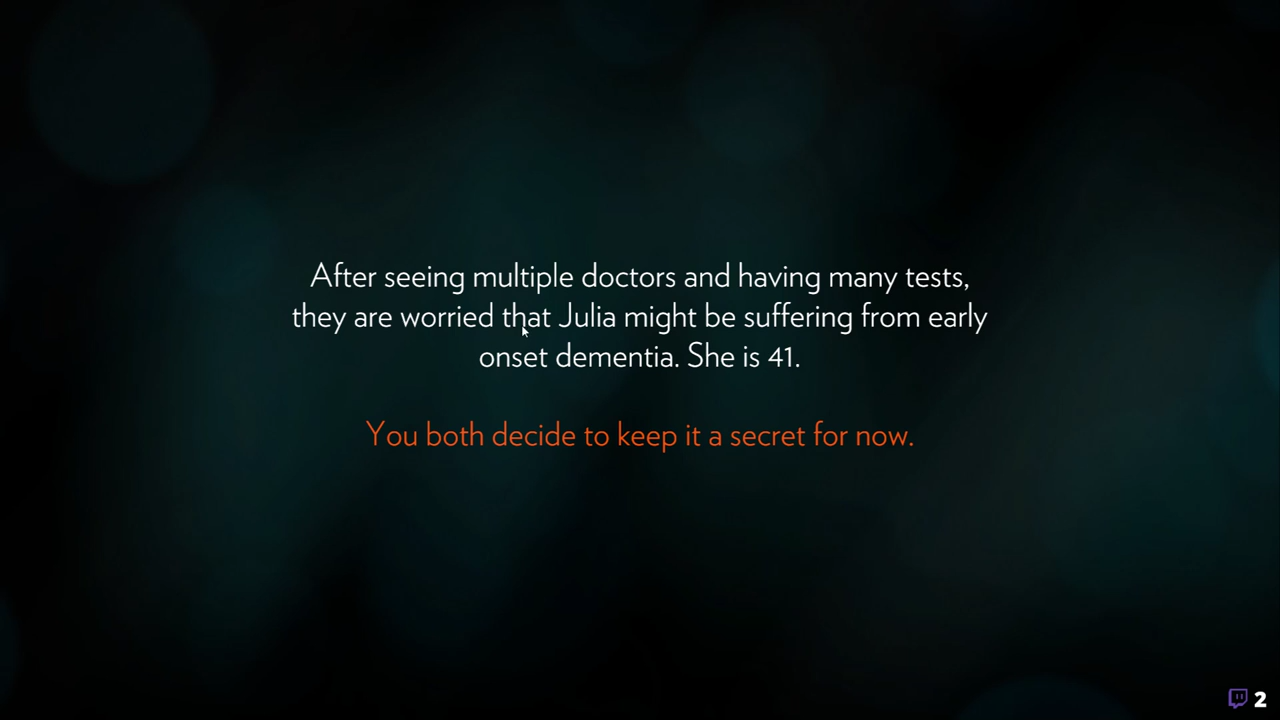 After seeing multiple doctors and having many tests,
they are worried that Julia might be suffering from early
onset dementia. She is 41.
You both decide to keep it a secret for now.
2